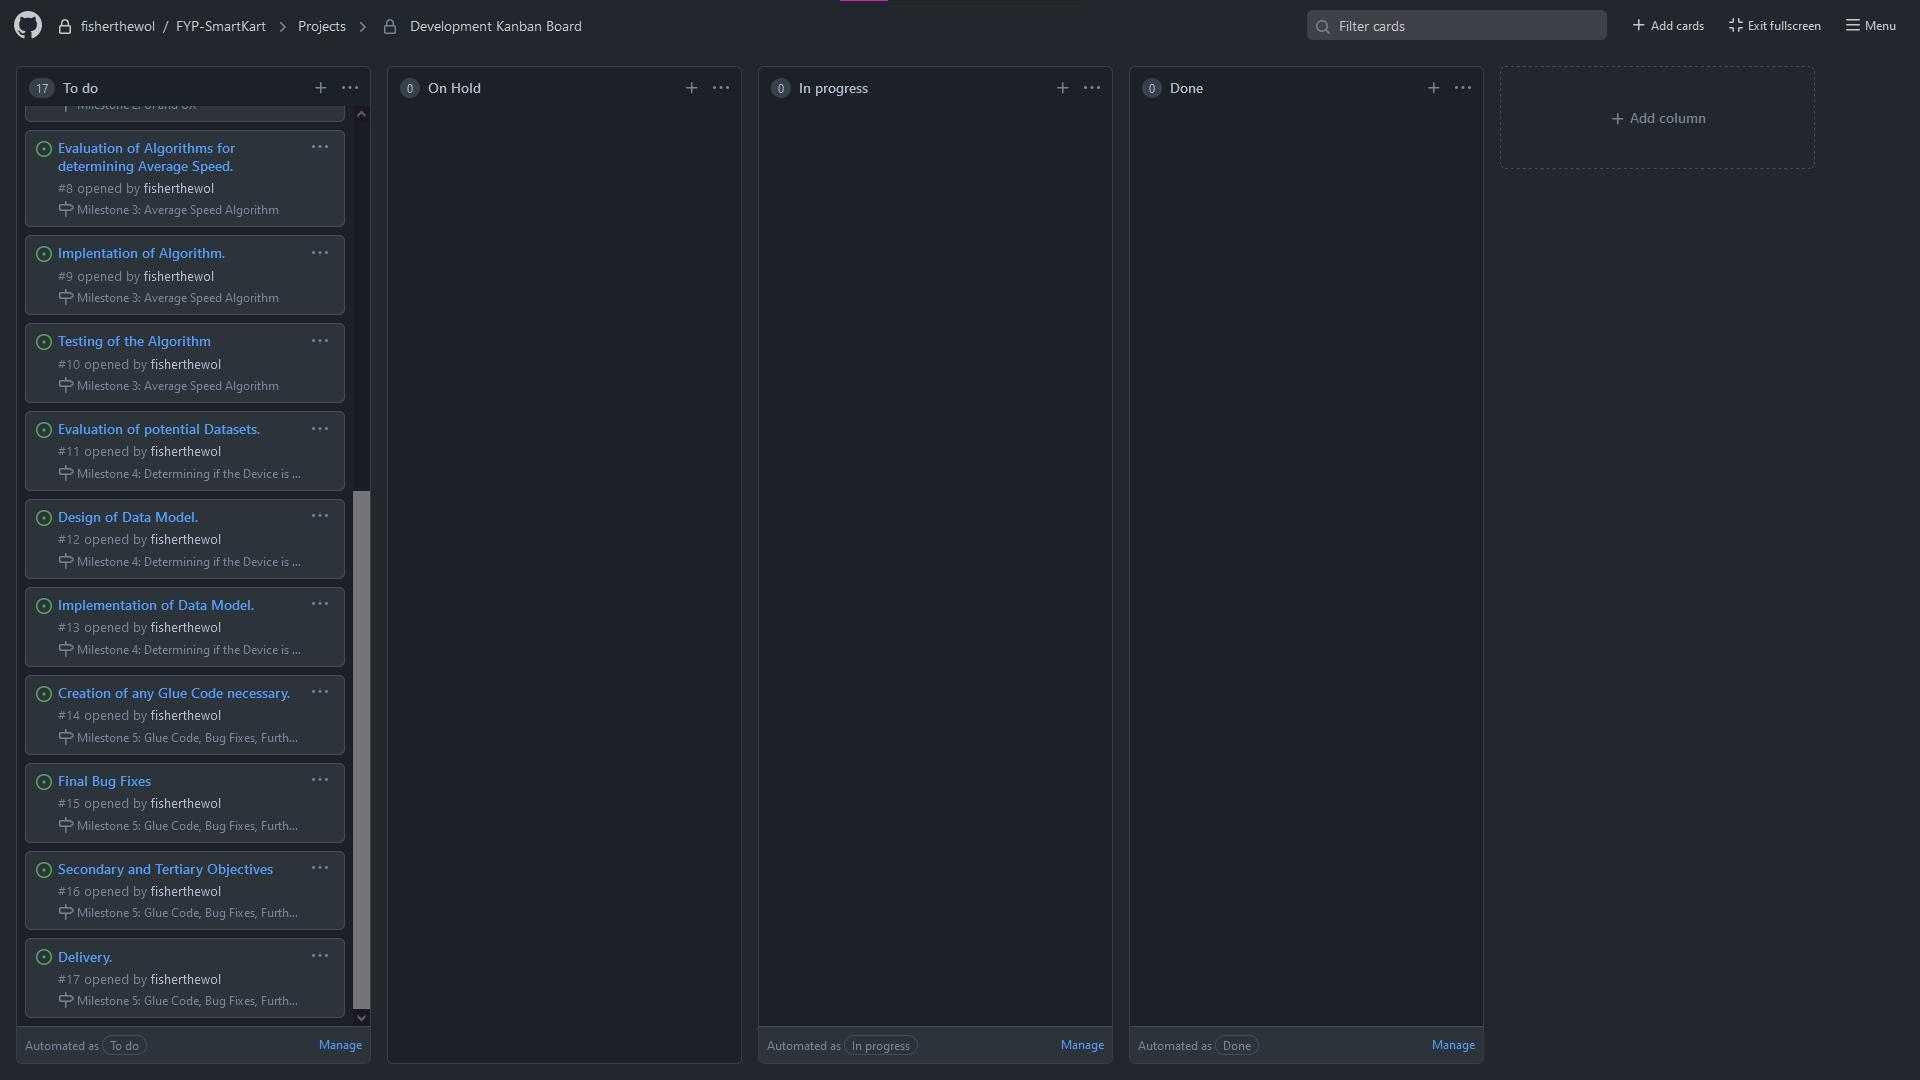 fisherthewol / FYP-SmartKart > Projects > Development Kanban Board
Filter cards
Add cards
Exit fullscreen
Menu
17 To do
Milestone 2: UI and UX
Evaluation of Algorithms for
determining Average Speed.
#8 opened by fisherthewol
Milestone 3: Average Speed Algorithm
Implentation of Algorithm.
#9 opened by fisherthewol
Milestone 3: Average Speed Algorithm
Testing of the Algorithm
#10 opened by fisherthewol
Milestone 3: Average Speed Algorithm
Evaluation of potential Datasets.
#11 opened by fisherthewol
Milestone 4: Determining if the Device is ...
Design of Data Model.
#12 opened by fisherthewol
Milestone 4: Determining if the Device is ...
Implementation of Data Model.
#13 opened by fisherthewol
Milestone 4: Determining if the Device is ...
Creation of any Glue Code necessary.
#14 opened by fisherthewol
Milestone 5: Glue Code, Bug Fixes, Furth...
Final Bug Fixes
#15 opened by fisherthewol
Milestone 5: Glue Code, Bug Fixes, Furth...
Secondary and Tertiary Objectives
#16 opened by fisherthewol
Milestone 5: Glue Code, Bug Fixes, Furth...
Delivery.
#17 opened by fisherthewol
Milestone 5: Glue Code, Bug Fixes, Furth...
Automated as To do
Manage
0 On Hold
0 In progress
Automated as In progress
Manage
0 Done
Automated as Done
Manage
Add column